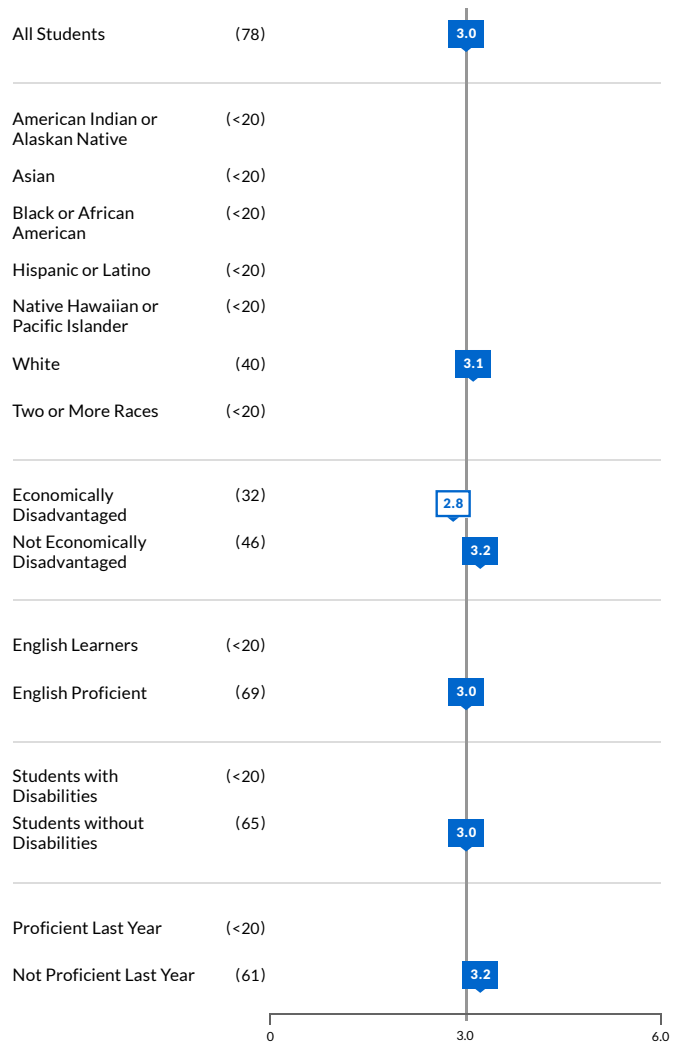 All Students (78) 3.0
American Indian or (<20)
Alaskan Native
Asian (<20)
Black or African (<20)
American
Hispanic or Latino (<20)
Native Hawaiian or (<20)
Pacific Islander
White (40) 3.1
Two or More Races (<20)
Economically (32) 2.8
Disadvantaged
Not Economically (46) 3.2
Disadvantaged
English Learners (<20)
English Proficient (69) 3.0
Students with (<20)
Disabilities
Students without (65) 3.0
Disabilities
Proficient Last Year (<20)
Not Proficient Last Year (61) 3.2
0 3.0 6.0